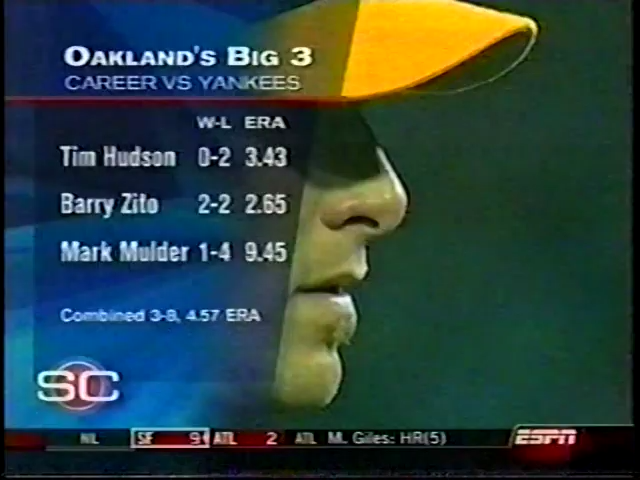 OAKLAND'S BIG 3
CAREER VS YANKEES
W-L ERA
Tim Hudson 0-2 3.43
Barry Zito 2-2 2.65
Mark Mulder 1-4 9.45
Combined 3-8, 4.57 ERA
SC
NL SF 9 ATL 2 ATL M. Giles: HR(5) ESPN